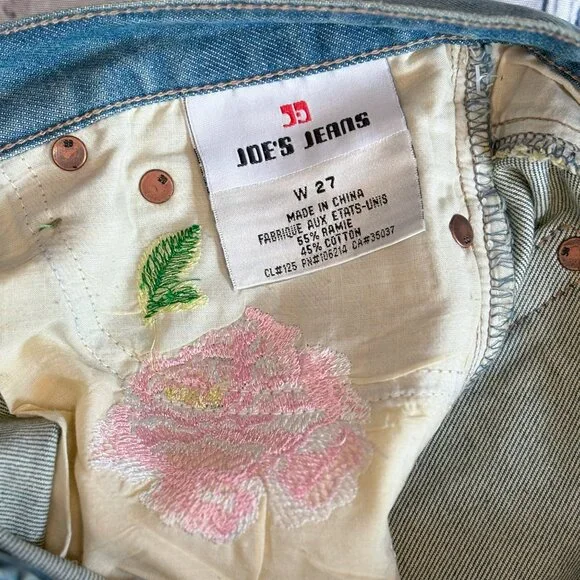 JJ
JOE'S JEANS
W 27
MADE IN CHINA
FABRIQUE AUX ETATS-UNIS
55% RAMIE
45% COTTON
CL#125 PN#106214 CA#35037